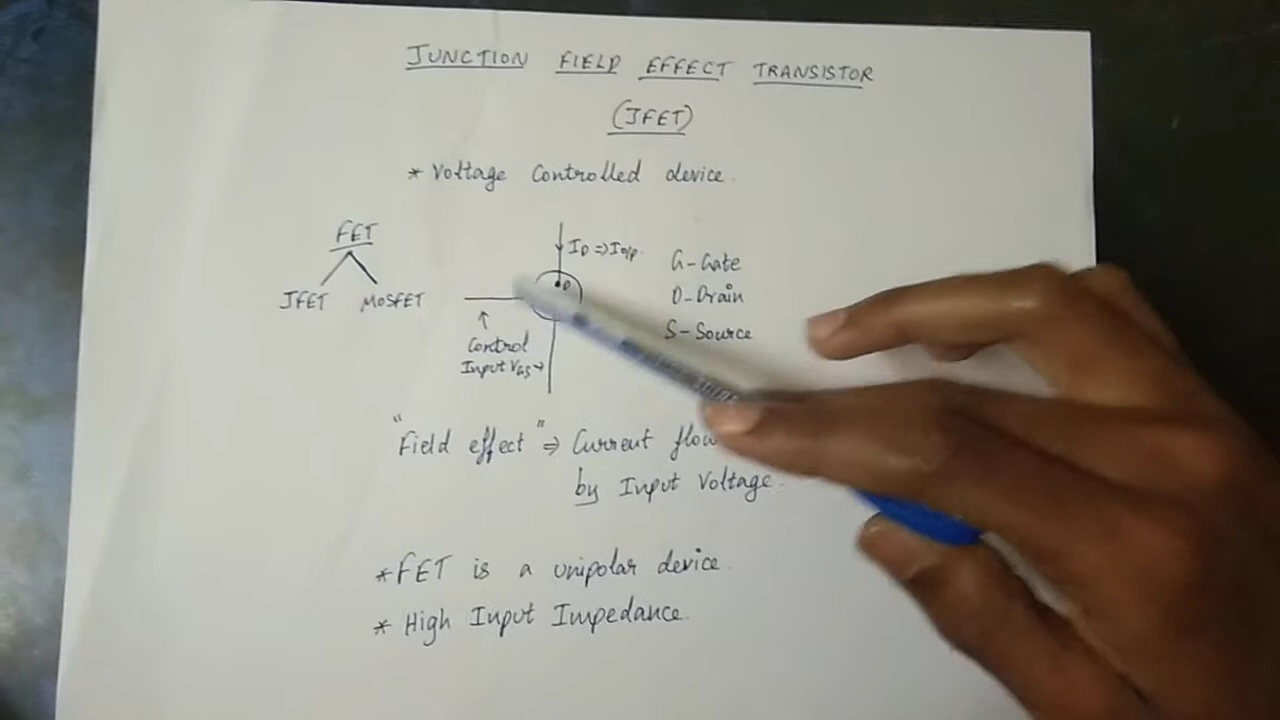 JUNCTION FIELD EFFECT TRANSISTOR
(JFET)
* Voltage Controlled device.
FET
JFET MOSFET
ID => Io/p.
D
Control
Input VGS →
G - Gate
D - Drain
S - Source
"Field effect" => Current flow
by Input Voltage.
* FET is a unipolar device.
* High Input Impedance.